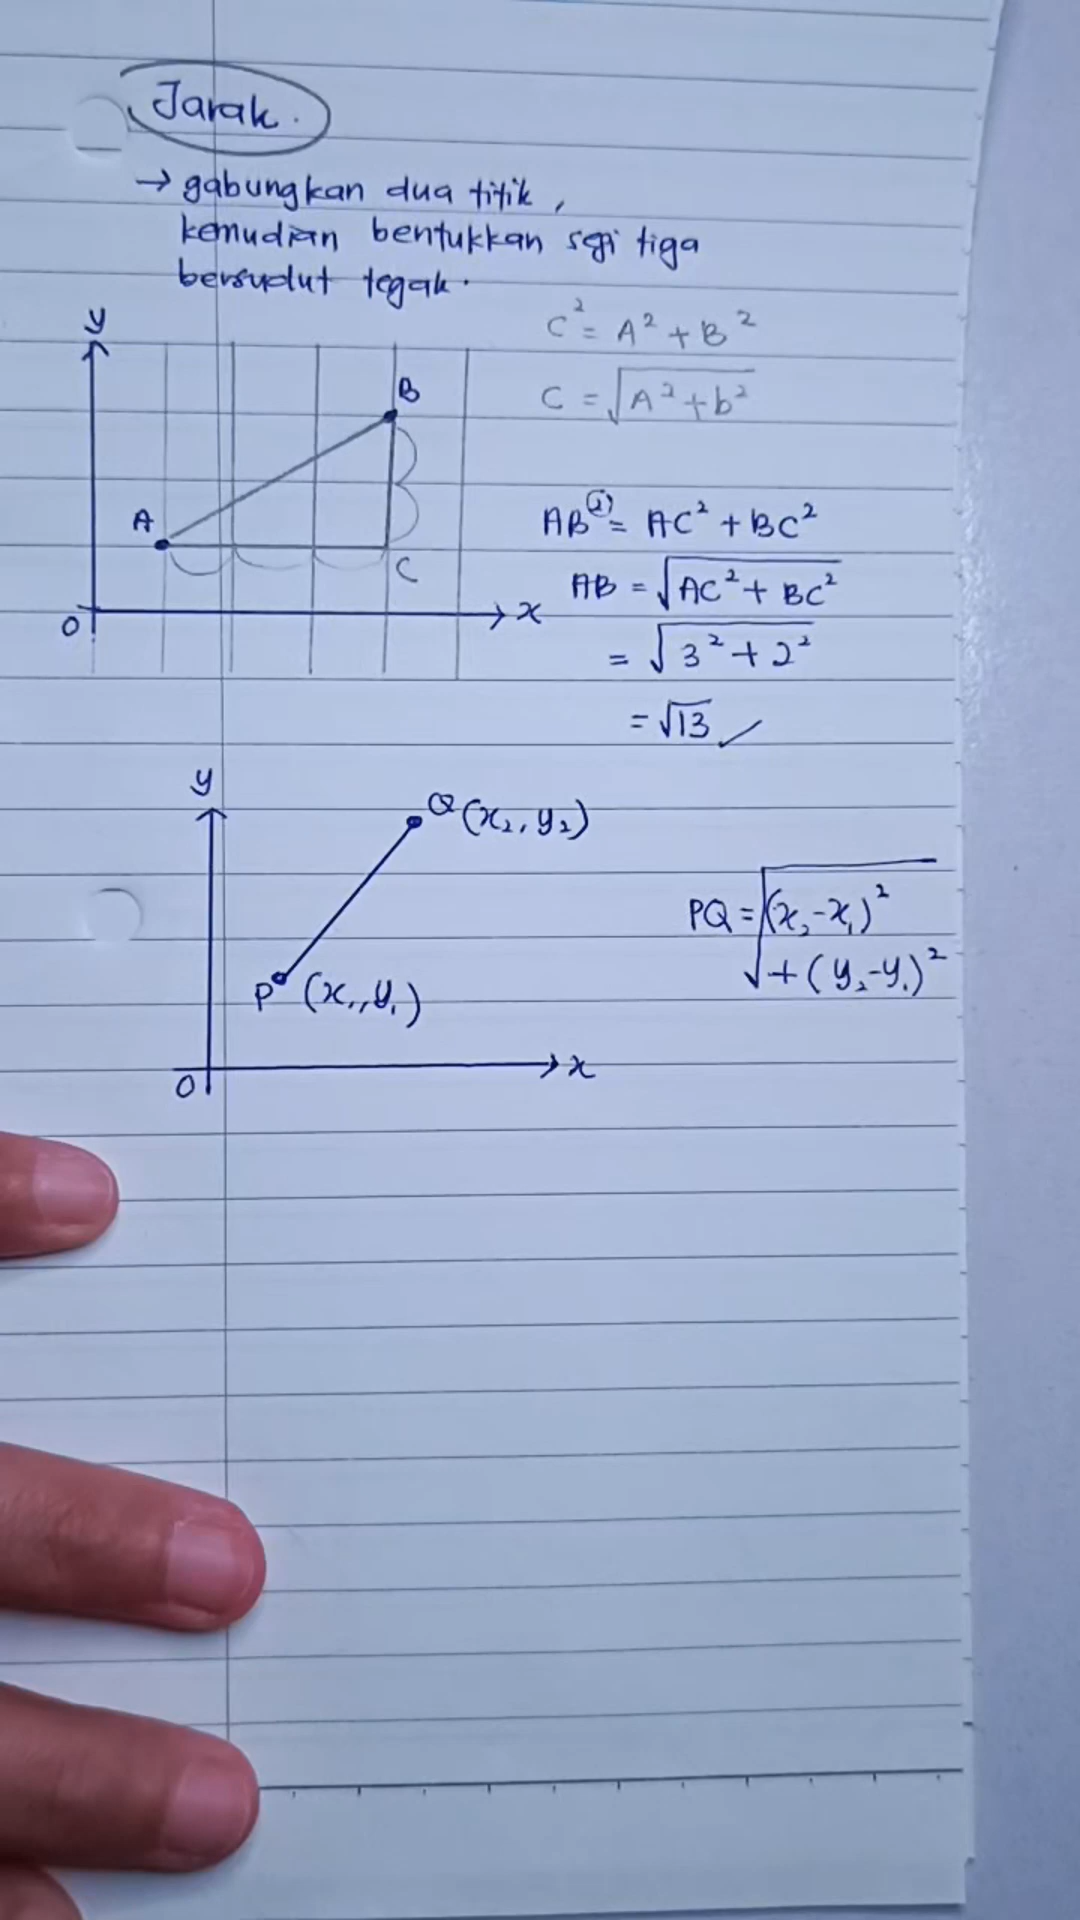 Jarak.
→ gabungkan dua titik,
kemudian bentukkan segi tiga
bersudut tegak.
C² = A² + B²
C = √(A² + b²)
y
B
A
C
O
x
AB² = AC² + BC²
AB = √(AC² + BC²)
= √(3² + 2²)
= √13 ✓
y
Q (x₂, y₂)
P (x₁, y₁)
O
x
PQ = √((x₂-x₁)²
+ (y₂-y₁)²)